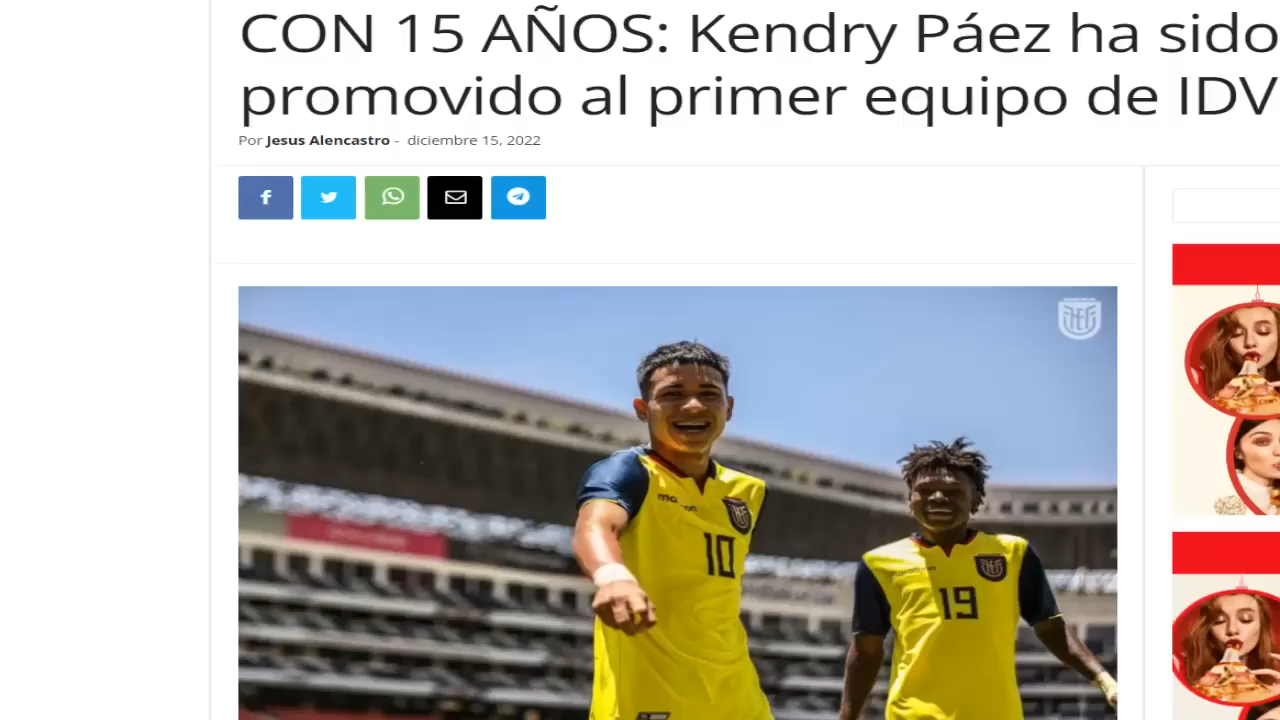 CON 15 AÑOS: Kendry Páez ha sido
promovido al primer equipo de IDV
Por Jesus Alencastro - diciembre 15, 2022
10
19